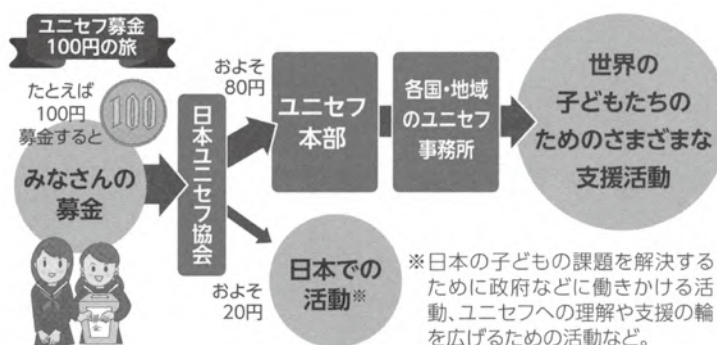 ユニセフ募金
100円の旅
たとえば
100円
募金すると
100
みなさんの
募金
日本ユニセフ協会
およそ
80円
ユニセフ
本部
各国・地域
のユニセフ
事務所
世界の
子どもたちの
ためのさまざまな
支援活動
およそ
20円
日本での
活動※
※日本の子どもの課題を解決する
ために政府などに働きかける活
動、ユニセフへの理解や支援の輪
を広げるための活動など。